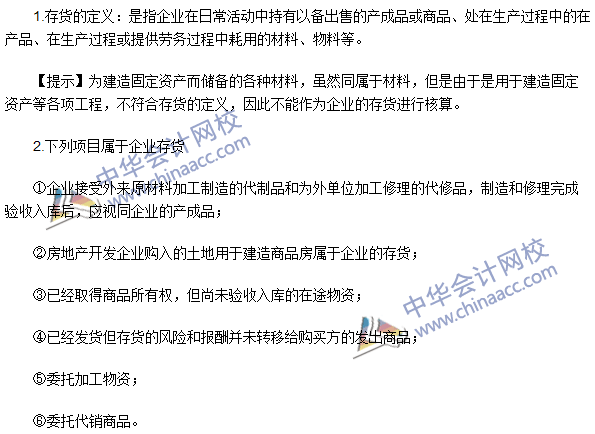 1.存货的定义：是指企业在日常活动中持有以备出售的产成品或商品、处在生产过程中的在
产品、在生产过程或提供劳务过程中耗用的材料、物料等。
【提示】为建造固定资产而储备的各种材料，虽然同属于材料，但是由于是用于建造固定
资产等各项工程，不符合存货的定义，因此不能作为企业的存货进行核算。
2.下列项目属于企业存货
中华会计网校
www.chinaacc.com
①企业接受外来原材料加工制造的代制品和为外单位加工修理的代修品，制造和修理完成
验收入库后，应视同企业的产成品；
②房地产开发企业购入的土地用于建造商品房属于企业的存货；
③已经取得商品所有权，但尚未验收入库的在途物资；
中华会计网校
www.chinaacc.com
④已经发货但存货的风险和报酬并未转移给购买方的发出商品；
⑤委托加工物资；
⑥委托代销商品。